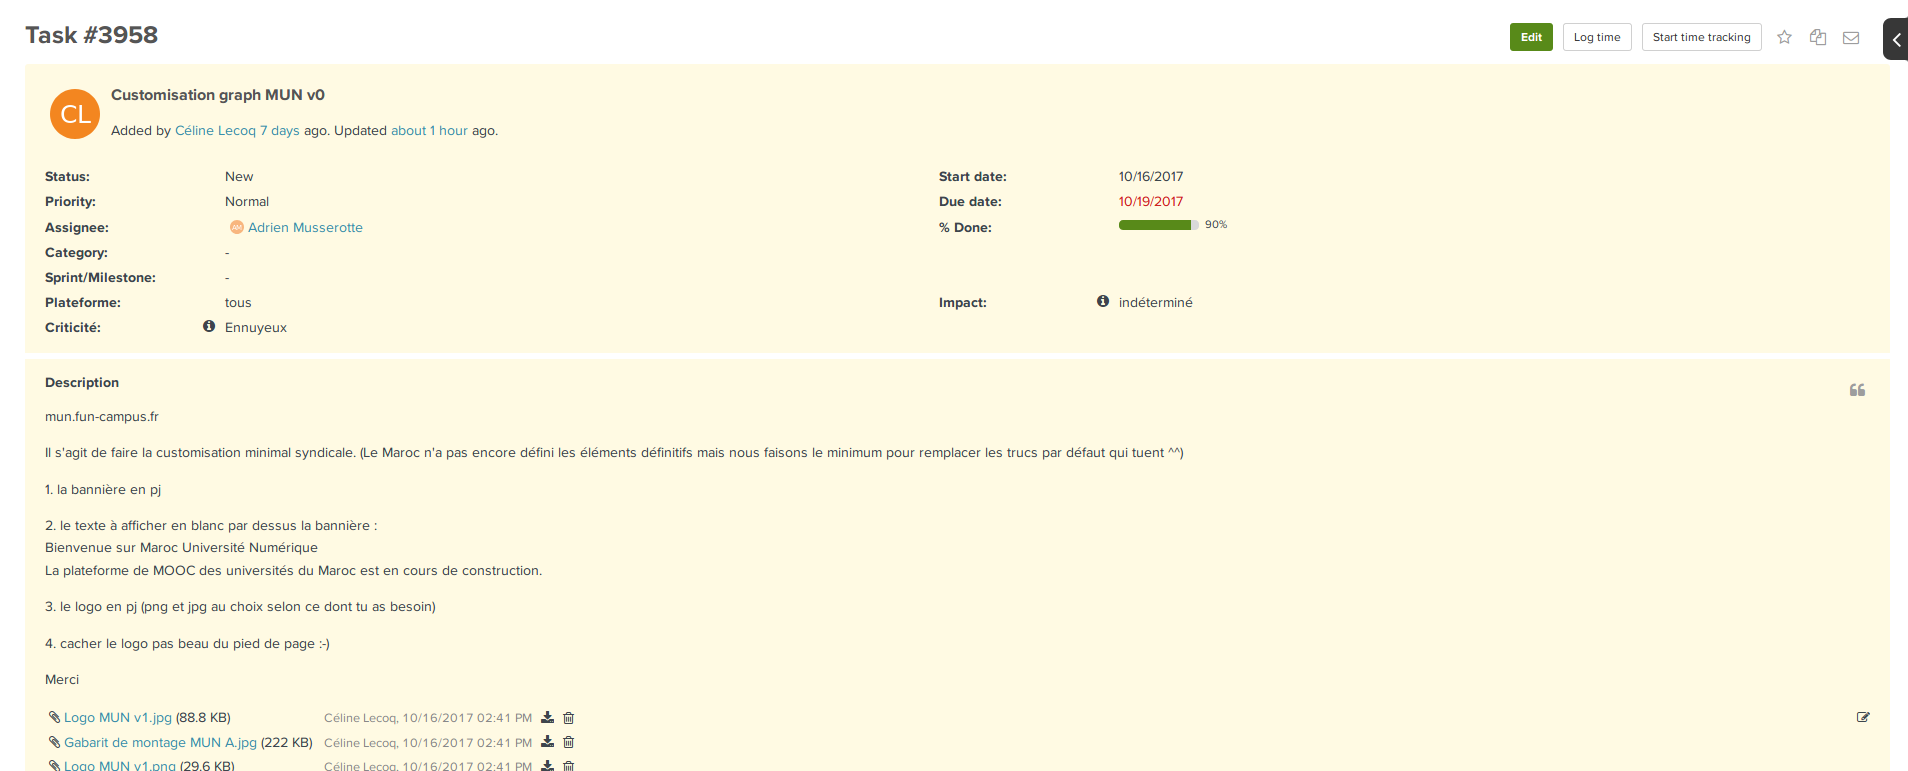 Task #3958
Edit
Log time
Start time tracking
CL
Customisation graph MUN v0
Added by Céline Lecoq 7 days ago. Updated about 1 hour ago.
Status: New
Start date: 10/16/2017
Priority: Normal
Due date: 10/19/2017
Assignee: AM Adrien Musserotte
% Done: 90%
Category: -
Sprint/Milestone: -
Plateforme: tous
Impact: indéterminé
Criticité: Ennuyeux
Description
mun.fun-campus.fr
Il s'agit de faire la customisation minimal syndicale. (Le Maroc n'a pas encore défini les éléments définitifs mais nous faisons le minimum pour remplacer les trucs par défaut qui tuent ^^)
1. la bannière en pj
2. le texte à afficher en blanc par dessus la bannière :
Bienvenue sur Maroc Université Numérique
La plateforme de MOOC des universités du Maroc est en cours de construction.
3. le logo en pj (png et jpg au choix selon ce dont tu as besoin)
4. cacher le logo pas beau du pied de page :-)
Merci
Logo MUN v1.jpg (88.8 KB) Céline Lecoq, 10/16/2017 02:41 PM
Gabarit de montage MUN A.jpg (222 KB) Céline Lecoq, 10/16/2017 02:41 PM
Logo MUN v1.png (29.6 KB) Céline Lecoq, 10/16/2017 02:41 PM